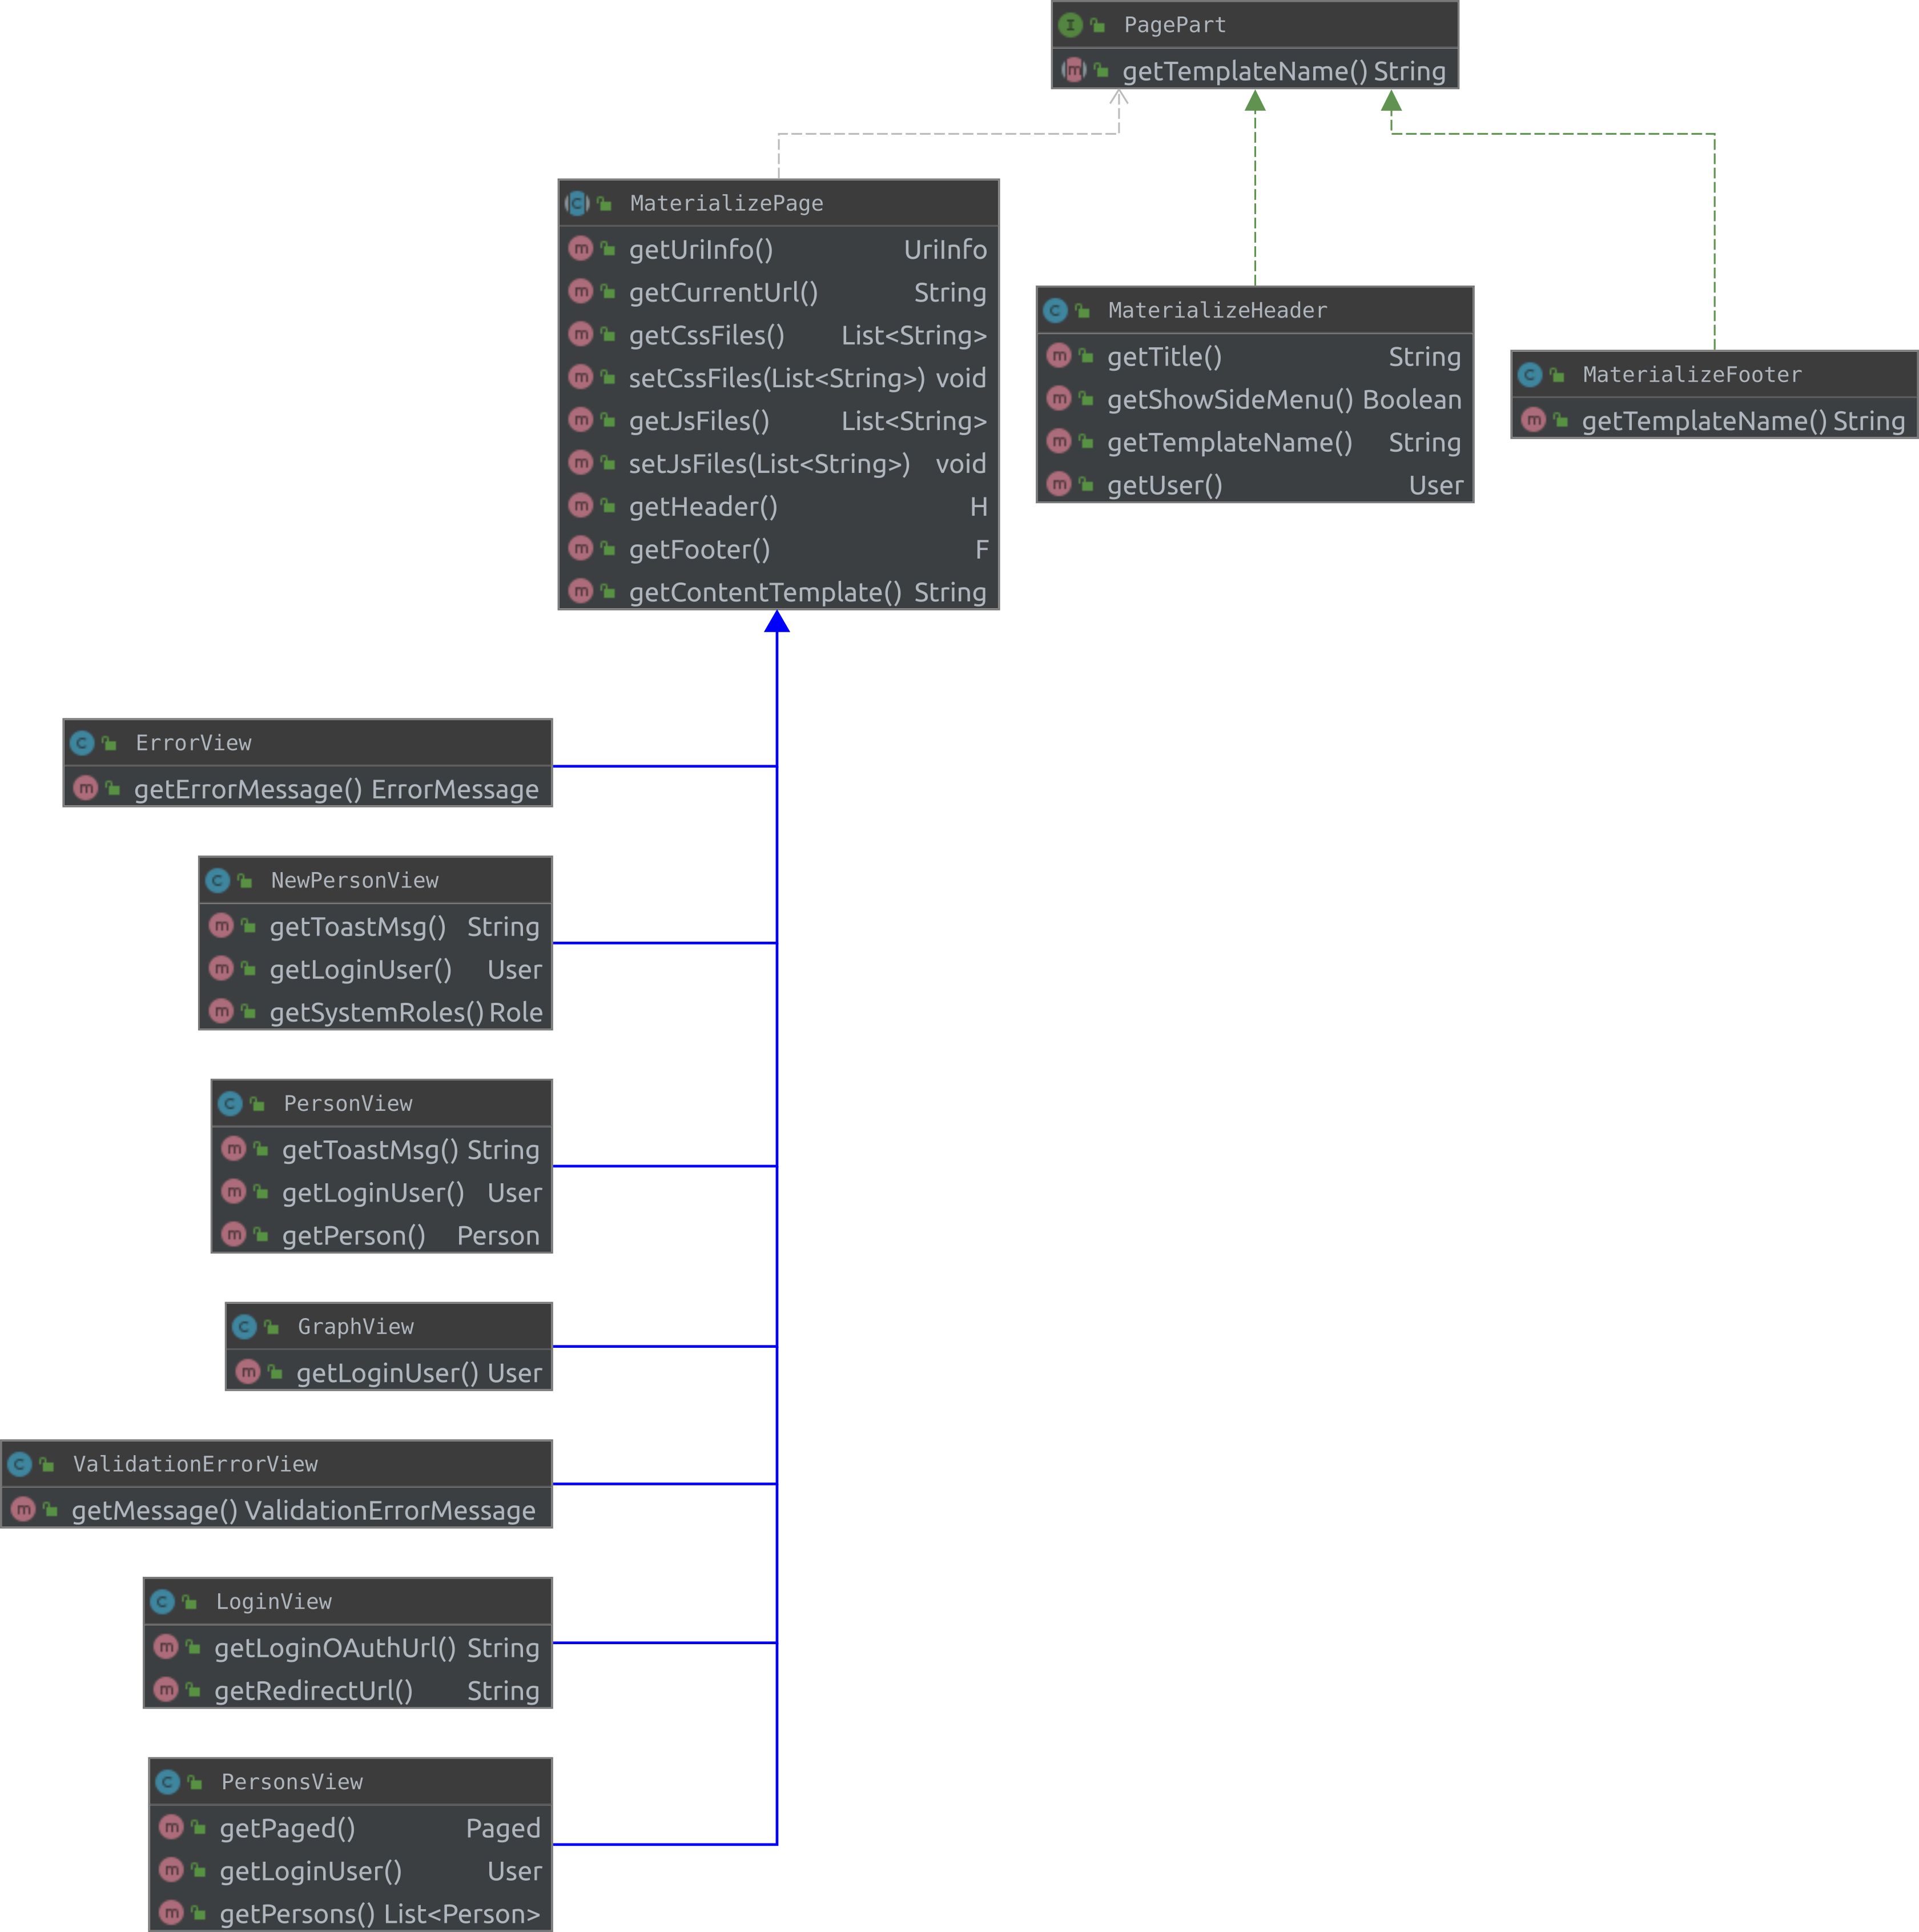 PagePart
getTemplateName() String
MaterializePage
getUriInfo() UriInfo
getCurrentUrl() String
getCssFiles() List<String>
setCssFiles(List<String>) void
getJsFiles() List<String>
setJsFiles(List<String>) void
getHeader() H
getFooter() F
getContentTemplate() String
MaterializeHeader
getTitle() String
getShowSideMenu() Boolean
getTemplateName() String
getUser() User
MaterializeFooter
getTemplateName() String
ErrorView
getErrorMessage() ErrorMessage
NewPersonView
getToastMsg() String
getLoginUser() User
getSystemRoles() Role
PersonView
getToastMsg() String
getLoginUser() User
getPerson() Person
GraphView
getLoginUser() User
ValidationErrorView
getMessage() ValidationErrorMessage
LoginView
getLoginOAuthUrl() String
getRedirectUrl() String
PersonsView
getPaged() Paged
getLoginUser() User
getPersons() List<Person>